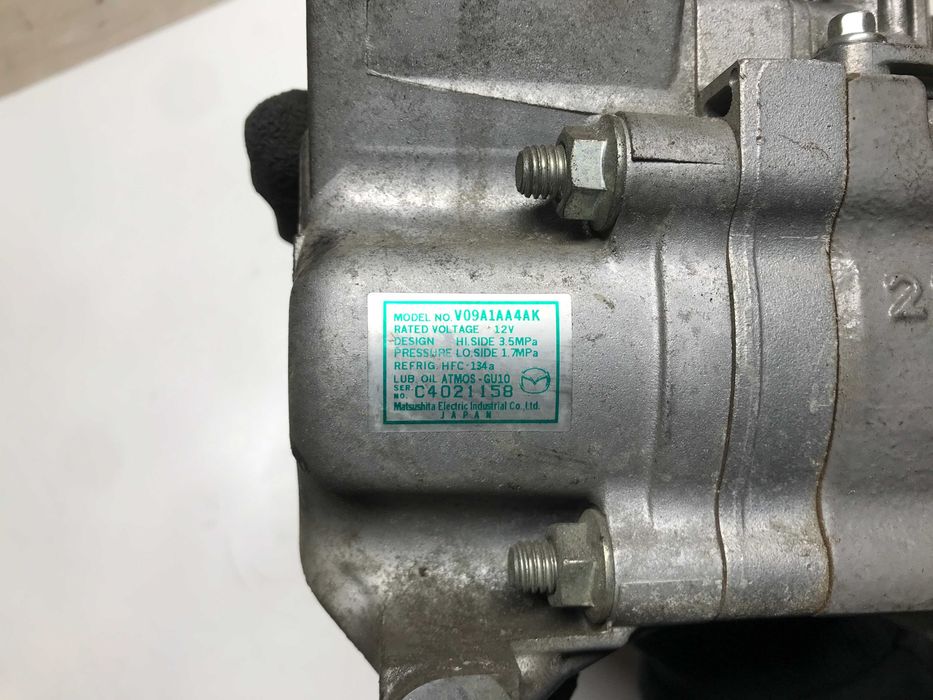 MODEL NO. V09A1AA4AK
RATED VOLTAGE 12V
DESIGN HI.SIDE 3.5MPa
PRESSURE LO.SIDE 1.7MPa
REFRIG. HFC-134a
LUB. OIL ATMOS-GU10
SER. NO. C4021158
Matsushita Electric Industrial Co., Ltd.
JAPAN
2